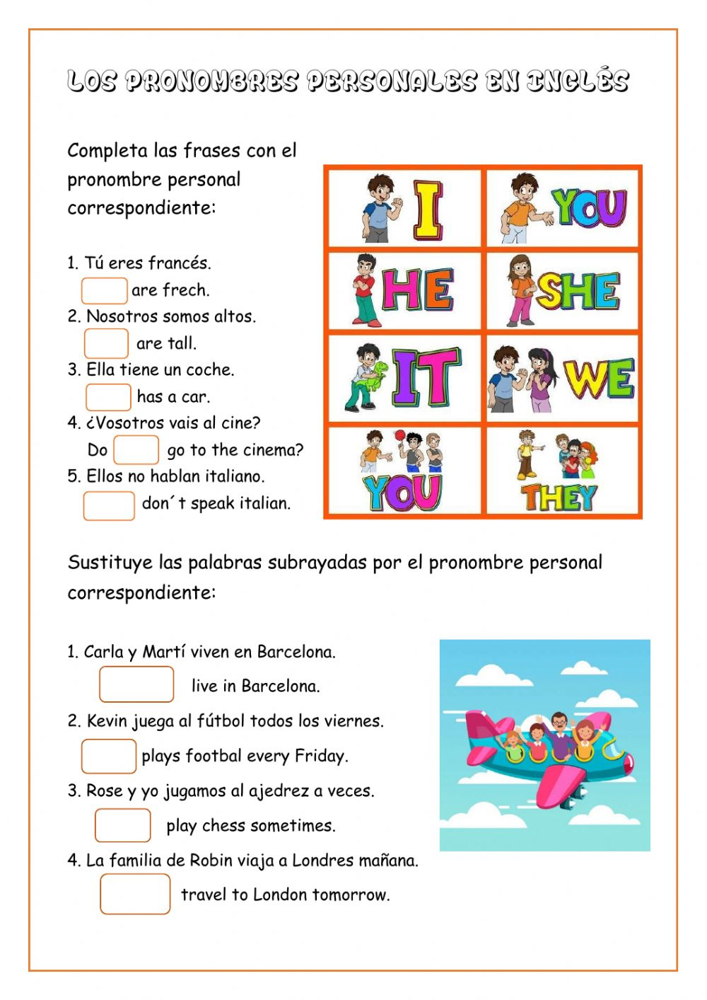 LOS PRONOMBRES PERSONALES EN INGLÉS
Completa las frases con el
pronombre personal
correspondiente:
1. Tú eres francés.
are frech.
2. Nosotros somos altos.
are tall.
3. Ella tiene un coche.
has a car.
4. ¿Vosotros vais al cine?
Do go to the cinema?
5. Ellos no hablan italiano.
don´t speak italian.
I
YOU
HE
SHE
IT
WE
YOU
THEY
Sustituye las palabras subrayadas por el pronombre personal
correspondiente:
1. Carla y Martí viven en Barcelona.
live in Barcelona.
2. Kevin juega al fútbol todos los viernes.
plays footbal every Friday.
3. Rose y yo jugamos al ajedrez a veces.
play chess sometimes.
4. La familia de Robin viaja a Londres mañana.
travel to London tomorrow.